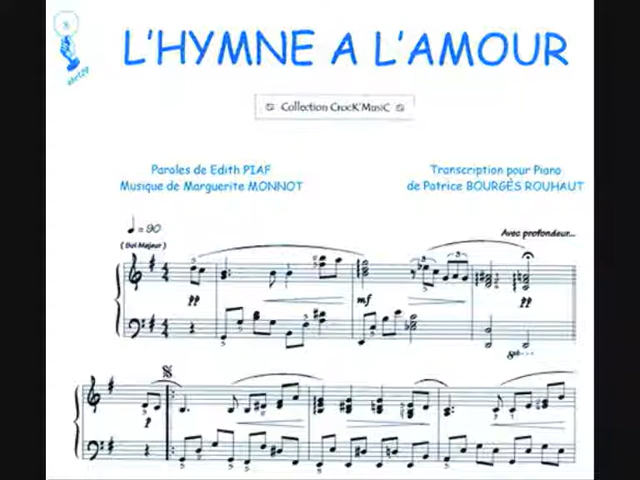 L'HYMNE A L'AMOUR
Collection CrocK'MusiC
Paroles de Edith PIAF
Musique de Marguerite MONNOT
Transcription pour Piano
de Patrice BOURGÈS ROUHAUT
= 90
(Sol Majeur)
Avec profondeur...
pp
mf
pp
8vb---
p